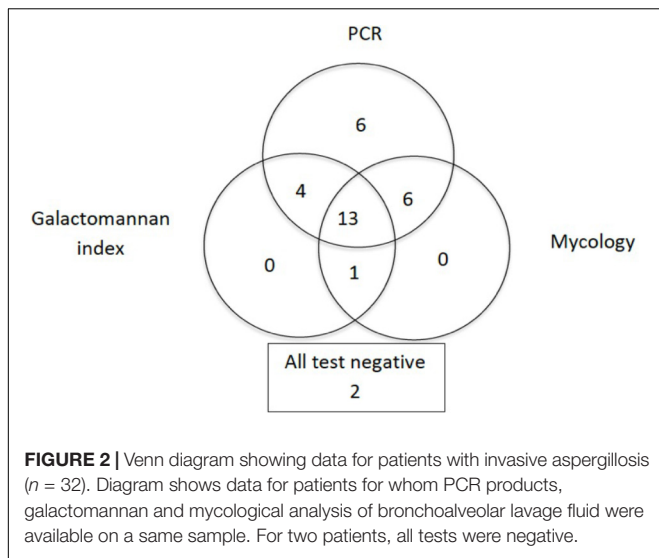 PCR
6
4
6
13
Galactomannan
index
Mycology
0
0
1
All test negative
2
FIGURE 2 | Venn diagram showing data for patients with invasive aspergillosis
(n = 32). Diagram shows data for patients for whom PCR products,
galactomannan and mycological analysis of bronchoalveolar lavage fluid were
available on a same sample. For two patients, all tests were negative.